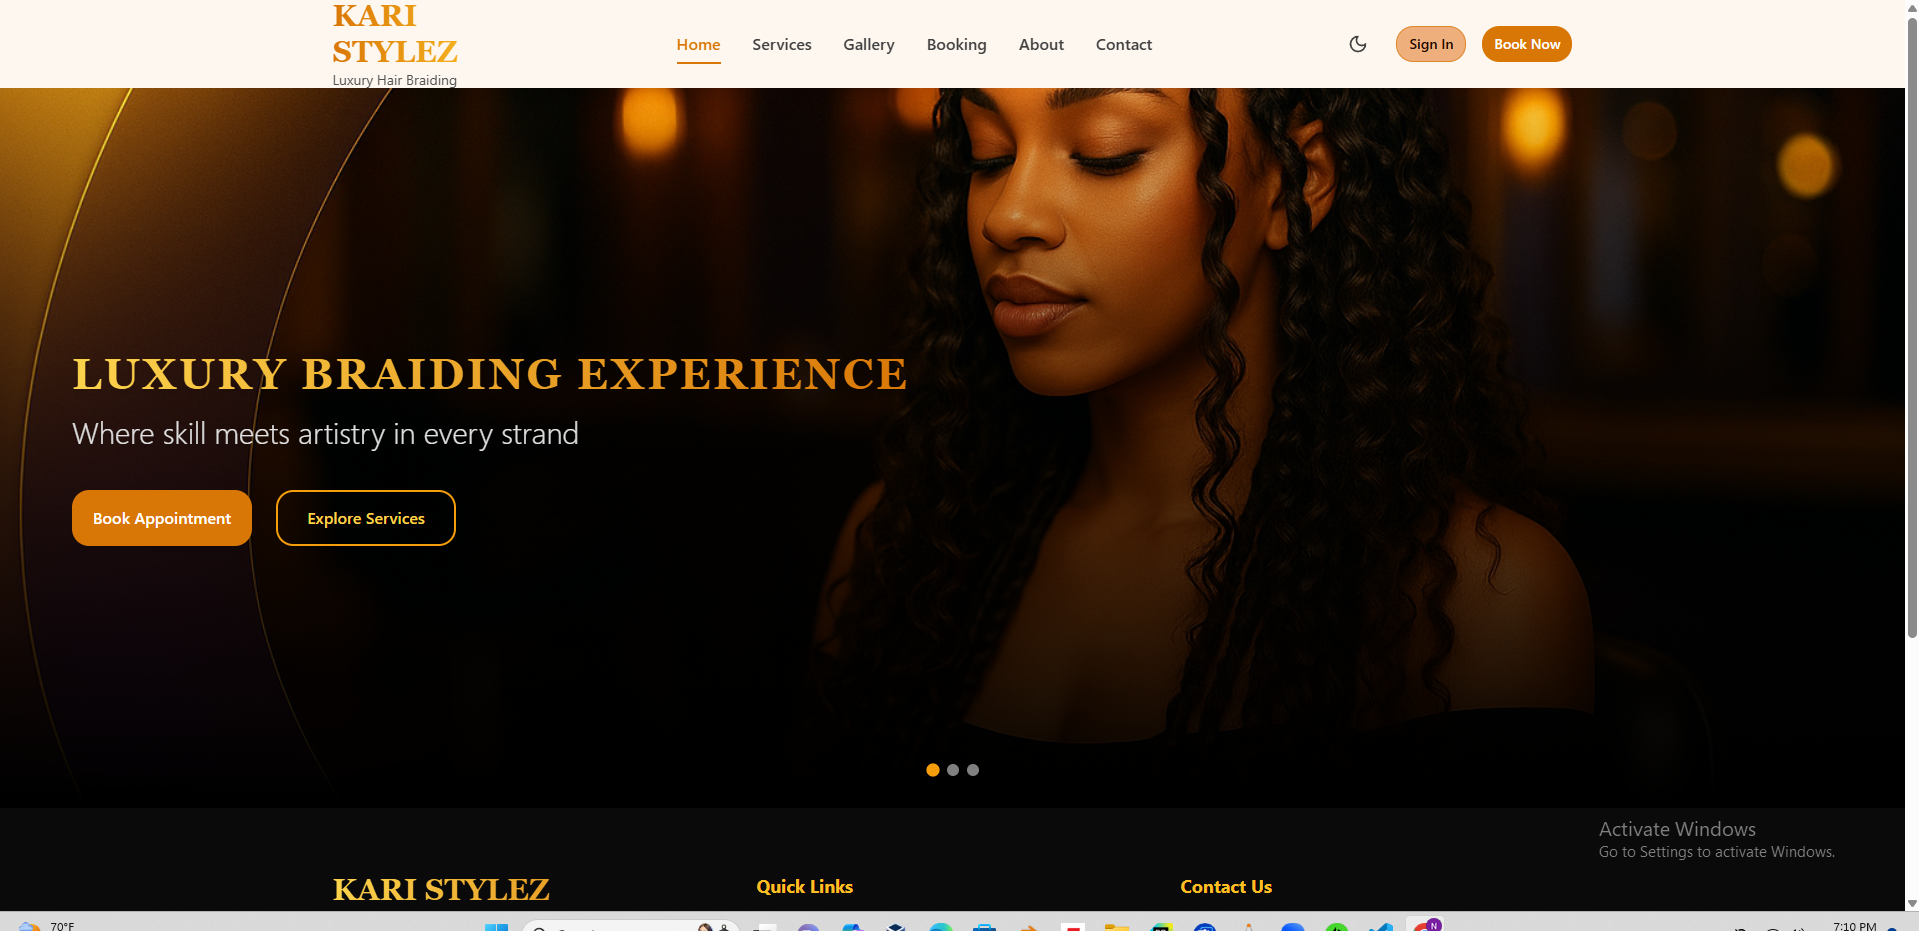 KARI
STYLEZ
Luxury Hair Braiding
Home Services Gallery Booking About Contact
Sign In Book Now
LUXURY BRAIDING EXPERIENCE
Where skill meets artistry in every strand
Book Appointment Explore Services
Activate Windows
Go to Settings to activate Windows.
KARI STYLEZ Quick Links Contact Us
70°F
N
7:10 PM